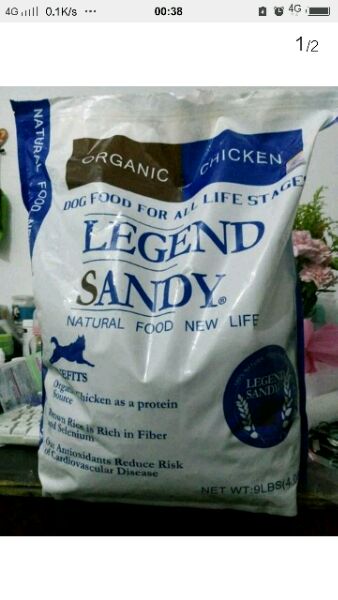 4G 0.1K/s ...
00:38
4G
1/2
NATURAL FOOD
ORGANIC CHICKEN
DOG FOOD FOR ALL LIFE STAGES
LEGEND
SANDY®
NATURAL FOOD NEW LIFE
Organic Chicken as a protein
Source
Brown Rice is Rich in Fiber
and Selenium
Antioxidants Reduce Risk
of Cardiovascular Disease
LEGEND
SANDY
NET WT:9LBS(4.